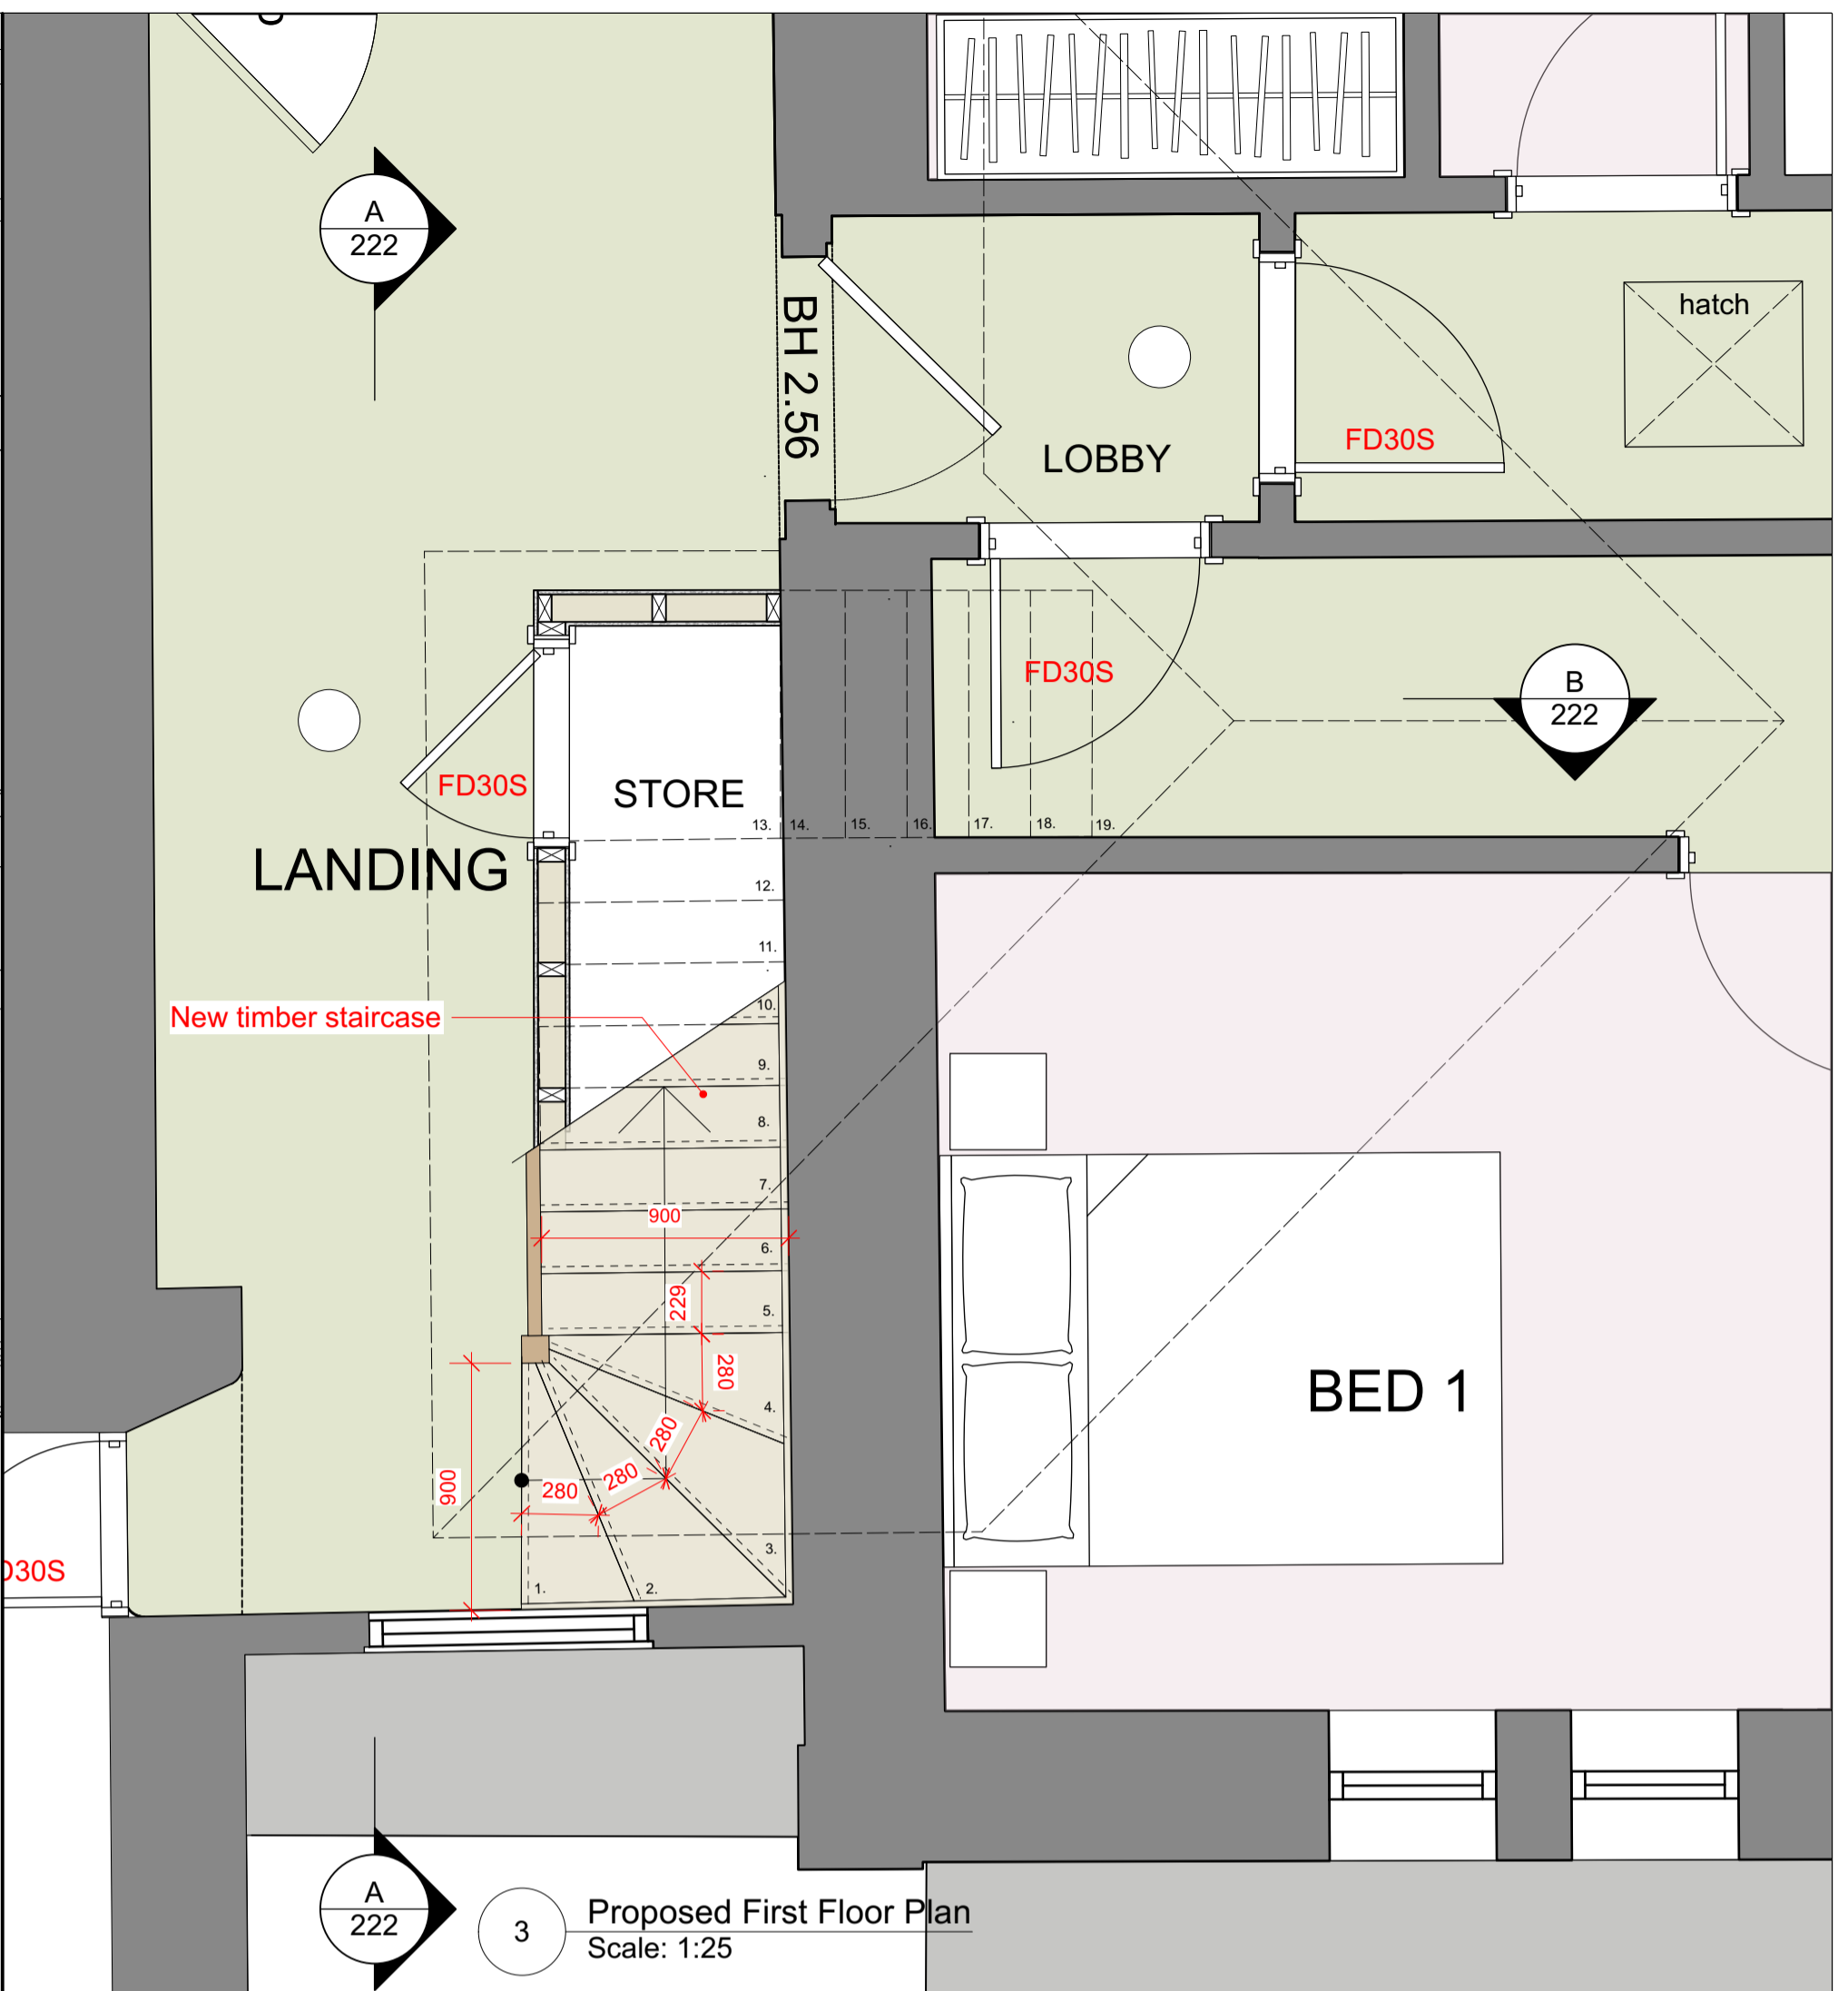 A
222
BH 2.56
hatch
LOBBY
FD30S
FD30S
B
222
FD30S
STORE
LANDING
13.
14.
15.
16.
17.
18.
19.
12.
11.
10.
New timber staircase
9.
8.
7.
900
6.
229
5.
280
4.
280
280
280
900
3.
1.
2.
BED 1
D30S
A
222
3
Proposed First Floor Plan
Scale: 1:25